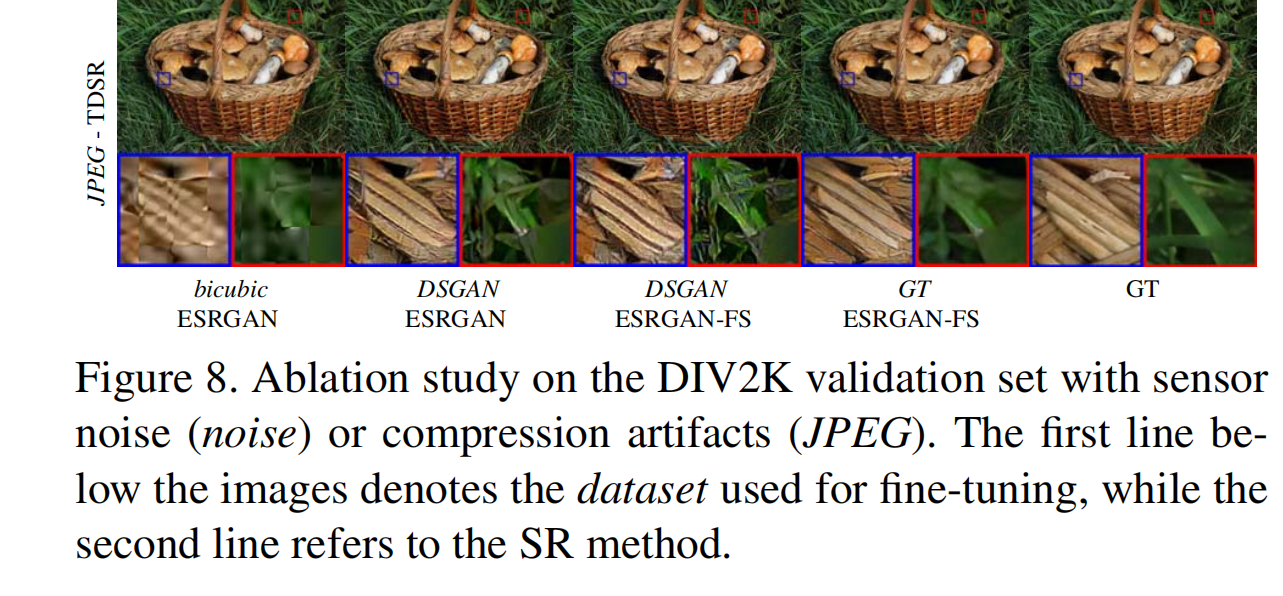 JPEG - TDSR
bicubic DSGAN DSGAN GT GT
ESRGAN ESRGAN ESRGAN-FS ESRGAN-FS
Figure 8. Ablation study on the DIV2K validation set with sensor
noise (noise) or compression artifacts (JPEG). The first line be-
low the images denotes the dataset used for fine-tuning, while the
second line refers to the SR method.